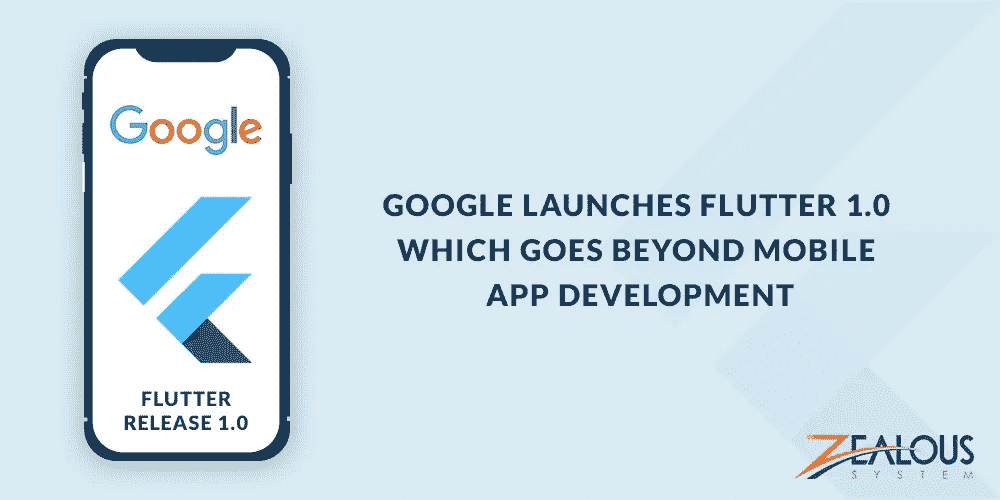 Google
FLUTTER
RELEASE 1.0
GOOGLE LAUNCHES FLUTTER 1.0
WHICH GOES BEYOND MOBILE
APP DEVELOPMENT
ZEALOUS
SYSTEM